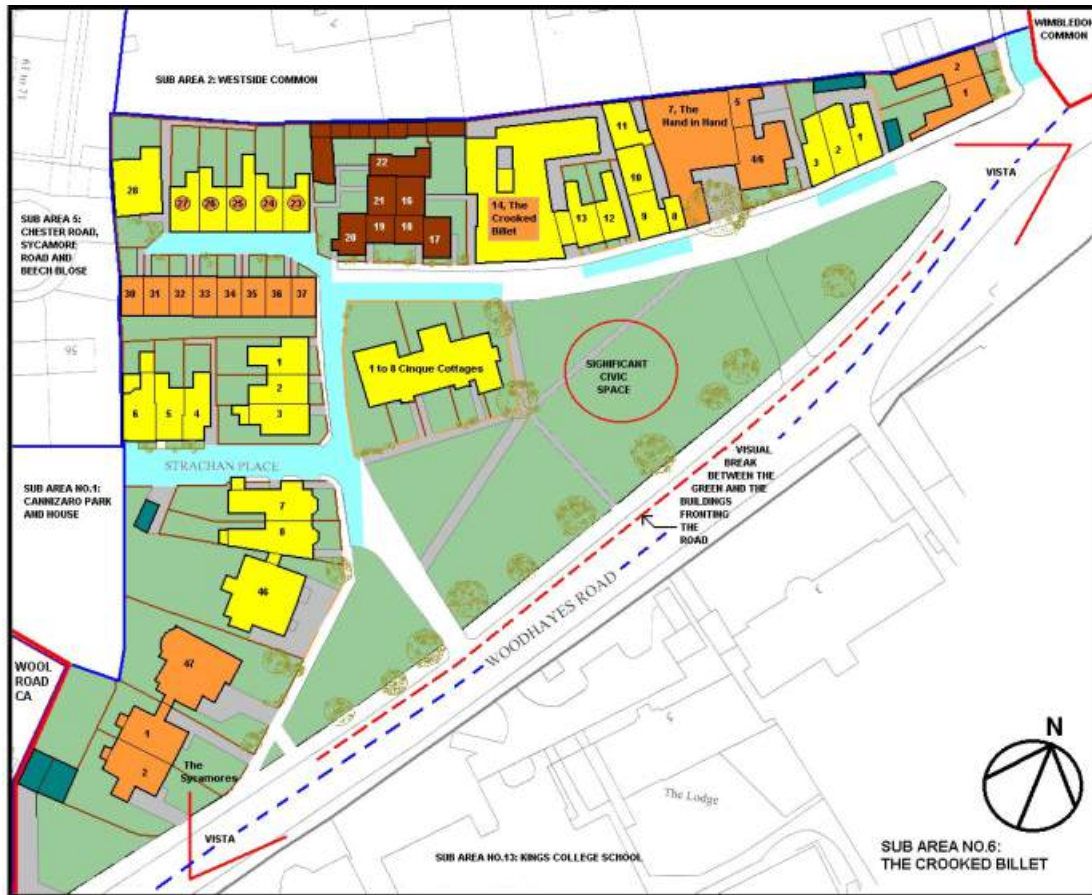 WIMBLEDON
COMMON
SUB AREA 2: WESTSIDE COMMON
61 to 71
2
1
7, The
Hand in Hand
5
4/6
3
2
1
11
10
9
8
VISTA
28
27
26
25
24
23
22
21
16
20
19
18
17
14, The
Crooked
Billet
13
12
SUB AREA 5:
CHESTER ROAD,
SYCAMORE
ROAD AND
BEECH BLOSE
30
31
32
33
34
35
36
37
56
1 to 8 Cinque Cottages
SIGNIFICANT
CIVIC
SPACE
1
2
3
6
5
4
STRACHAN PLACE
VISUAL
BREAK
BETWEEN THE
GREEN AND THE
BUILDINGS
FRONTING
THE
ROAD
SUB AREA NO.1:
CANNIZARO PARK
AND HOUSE
7
8
46
WOODHAYES ROAD
47
WOOL
ROAD
CA
1
2
The
Sycamores
VISTA
3
5
The Lodge
N
SUB AREA NO.13: KINGS COLLEGE SCHOOL
SUB AREA NO.6:
THE CROOKED BILLET